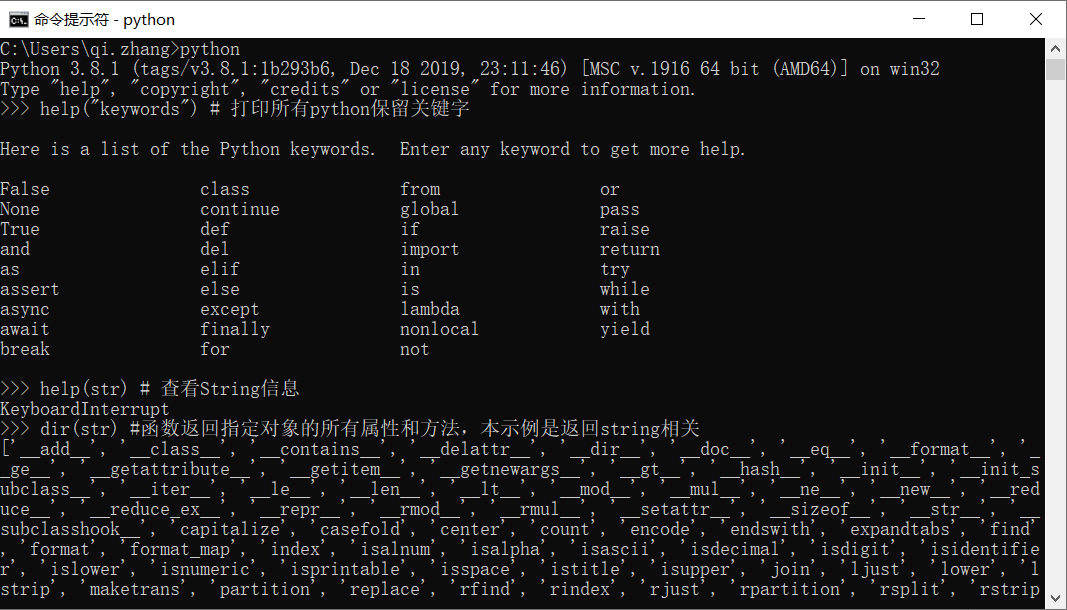 命令提示符 - python
C:\Users\qi.zhang>python
Python 3.8.1 (tags/v3.8.1:1b293b6, Dec 18 2019, 23:11:46) [MSC v.1916 64 bit (AMD64)] on win32
Type "help", "copyright", "credits" or "license" for more information.
>>> help("keywords") # 打印所有python保留关键字
Here is a list of the Python keywords.  Enter any keyword to get more help.
False               class               from                or
None                continue            global              pass
True                def                 if                  raise
and                 del                 import              return
as                  elif                in                  try
assert              else                is                  while
async               except              lambda              with
await               finally             nonlocal            yield
break               for                 not
>>> help(str) # 查看String信息
KeyboardInterrupt
>>> dir(str) #函数返回指定对象的所有属性和方法，本示例是返回string相关
['__add__', '__class__', '__contains__', '__delattr__', '__dir__', '__doc__', '__eq__', '__format__', '_
_ge__', '__getattribute__', '__getitem__', '__getnewargs__', '__gt__', '__hash__', '__init__', '__init_s
ubclass__', '__iter__', '__le__', '__len__', '__lt__', '__mod__', '__mul__', '__ne__', '__new__', '__red
uce__', '__reduce_ex__', '__repr__', '__rmod__', '__rmul__', '__setattr__', '__sizeof__', '__str__', '__
subclasshook__', 'capitalize', 'casefold', 'center', 'count', 'encode', 'endswith', 'expandtabs', 'find'
, 'format', 'format_map', 'index', 'isalnum', 'isalpha', 'isascii', 'isdecimal', 'isdigit', 'isidentifie
r', 'islower', 'isnumeric', 'isprintable', 'isspace', 'istitle', 'isupper', 'join', 'ljust', 'lower', 'l
strip', 'maketrans', 'partition', 'replace', 'rfind', 'rindex', 'rjust', 'rpartition', 'rsplit', 'rstrip